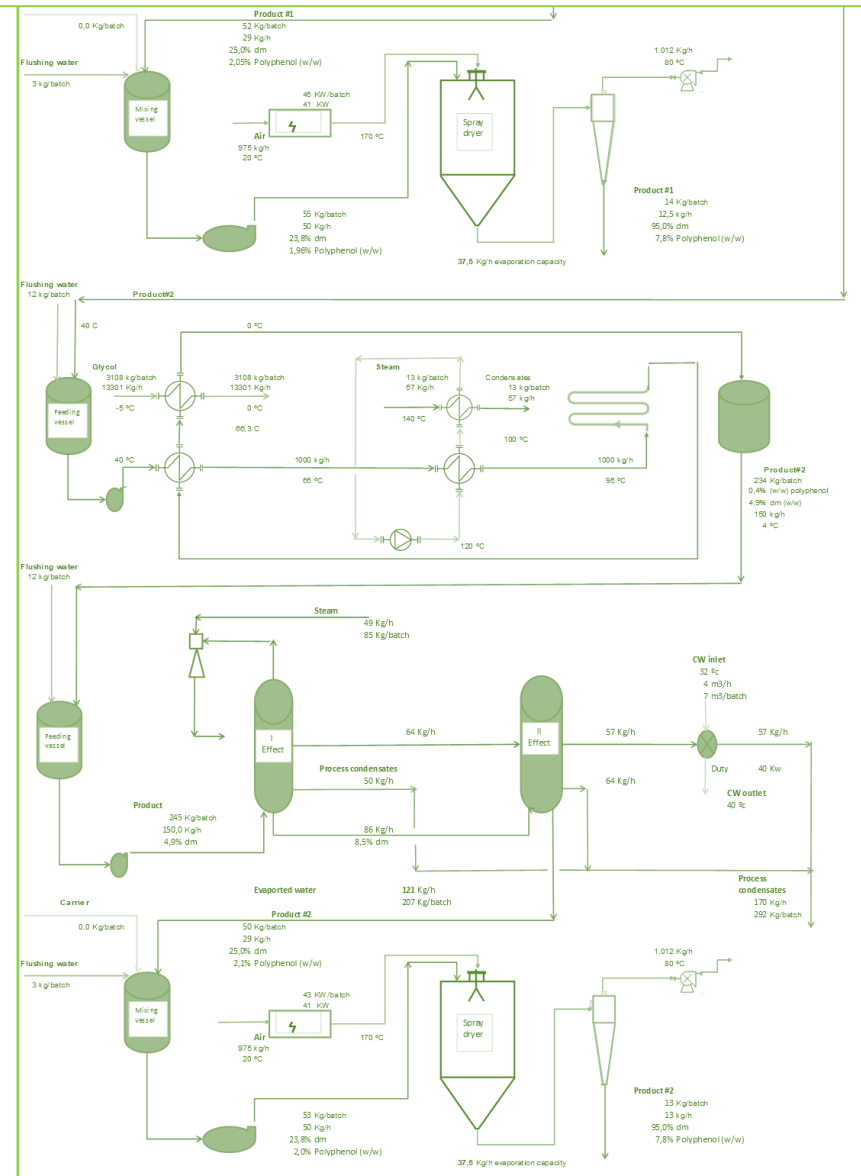 Product #1
0,0 Kg/batch
52 Kg/batch
29 Kg/h
25,0% dm
2,05% Polyphenol (w/w)
1.012 Kg/h
80 ºC
Flushing water
3 kg/batch
Mixing
vessel
46 KW/batch
41 KW
Air
975 kg/h
20 ºC
170 ºC
Spray
dryer
Product #1
14 Kg/batch
12,5 kg/h
95,0% dm
7,8% Polyphenol (w/w)
55 Kg/batch
50 Kg/h
23,8% dm
1,96% Polyphenol (w/w)
37,5 Kg/h evaporation capacity
Flushing water
12 kg/batch
Product#2
40 C
0 ºC
Glycol
3108 kg/batch
13301 Kg/h
-5 ºC
3108 kg/batch
13301 Kg/h
0 ºC
66,3 C
Steam
13 kg/batch
57 Kg/h
140 ºC
Condensates
13 kg/batch
57 kg/h
100 ºC
Feeding
vessel
40 ºC
1000 kg/h
66 ºC
1000 kg/h
96 ºC
120 ºC
Product#2
234 Kg/batch
0,4% (w/w) polyphenol
4,9% dm (w/w)
150 kg/h
4 ºC
Flushing water
12 kg/batch
Steam
49 Kg/h
85 Kg/batch
CW inlet
32 ºc
4 m3/h
7 m3/batch
Feeding
vessel
I
Effect
64 Kg/h
II
Effect
57 Kg/h
57 Kg/h
Process condensates
50 Kg/h
64 Kg/h
Duty 40 Kw
CW outlet
40 ºc
Product
245 Kg/batch
150,0 Kg/h
4,9% dm
86 Kg/h
8,5% dm
Evaported water
121 Kg/h
207 Kg/batch
Process
condensates
170 Kg/h
292 Kg/batch
Carrier
0,0 Kg/batch
Product #2
50 Kg/batch
29 Kg/h
25,0% dm
2,1% Polyphenol (w/w)
1.012 Kg/h
80 ºC
Flushing water
3 kg/batch
Mixing
vessel
43 KW/batch
41 KW
Air
975 kg/h
20 ºC
170 ºC
Spray
dryer
Product #2
13 Kg/batch
13 kg/h
95,0% dm
7,8% Polyphenol (w/w)
53 Kg/batch
50 Kg/h
23,8% dm
2,0% Polyphenol (w/w)
37,5 Kg/h evaporation capacity